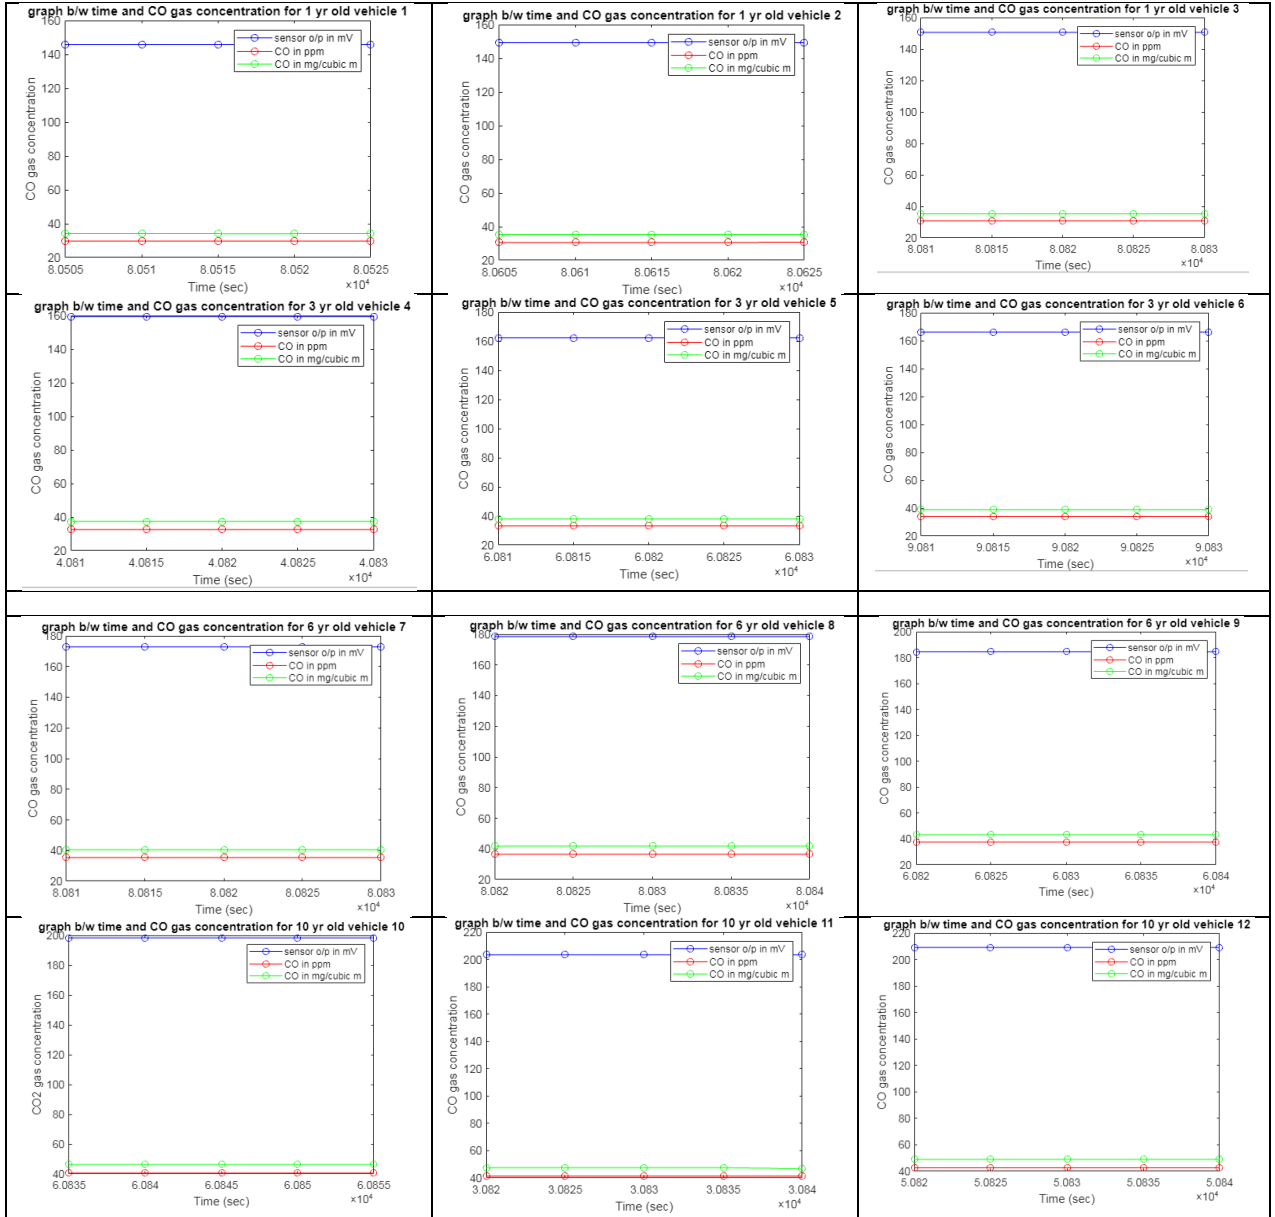 graph b/w time and CO gas concentration for 1 yr old vehicle 1
160
140
120
100
80
60
40
20
CO gas concentration
sensor o/p in mV
CO in ppm
CO in mg/cubic m
8.0505 8.051 8.0515 8.052 8.0525
Time (sec) ×10⁴
graph b/w time and CO gas concentration for 1 yr old vehicle 2
160
140
120
100
80
60
40
20
CO gas concentration
sensor o/p in mV
CO in ppm
CO in mg/cubic m
8.0605 8.061 8.0615 8.062 8.0625
Time (sec) ×10⁴
graph b/w time and CO gas concentration for 1 yr old vehicle 3
160
140
120
100
80
60
40
20
CO gas concentration
sensor o/p in mV
CO in ppm
CO in mg/cubic m
8.081 8.0815 8.082 8.0825 8.083
Time (sec) ×10⁴
graph b/w time and CO gas concentration for 3 yr old vehicle 4
160
140
120
100
80
60
40
20
CO gas concentration
sensor o/p in mV
CO in ppm
CO in mg/cubic m
4.081 4.0815 4.082 4.0825 4.083
Time (sec) ×10⁴
graph b/w time and CO gas concentration for 3 yr old vehicle 5
180
160
140
120
100
80
60
40
20
CO gas concentration
sensor o/p in mV
CO in ppm
CO in mg/cubic m
6.081 6.0815 6.082 6.0825 6.083
Time (sec) ×10⁴
graph b/w time and CO gas concentration for 3 yr old vehicle 6
180
160
140
120
100
80
60
40
20
CO gas concentration
sensor o/p in mV
CO in ppm
CO in mg/cubic m
9.081 9.0815 9.082 9.0825 9.083
Time (sec) ×10⁴
graph b/w time and CO gas concentration for 6 yr old vehicle 7
180
160
140
120
100
80
60
40
20
CO gas concentration
sensor o/p in mV
CO in ppm
CO in mg/cubic m
8.081 8.0815 8.082 8.0825 8.083
Time (sec) ×10⁴
graph b/w time and CO gas concentration for 6 yr old vehicle 8
180
160
140
120
100
80
60
40
20
CO gas concentration
sensor o/p in mV
CO in ppm
CO in mg/cubic m
8.082 8.0825 8.083 8.0835 8.084
Time (sec) ×10⁴
graph b/w time and CO gas concentration for 6 yr old vehicle 9
200
180
160
140
120
100
80
60
40
20
CO gas concentration
sensor o/p in mV
CO in ppm
CO in mg/cubic m
6.082 6.0825 6.083 6.0835 6.084
Time (sec) ×10⁴
graph b/w time and CO gas concentration for 10 yr old vehicle 10
200
180
160
140
120
100
80
60
40
CO2 gas concentration
sensor o/p in mV
CO in ppm
CO in mg/cubic m
6.0835 6.084 6.0845 6.085 6.0855
Time (sec) ×10⁴
graph b/w time and CO gas concentration for 10 yr old vehicle 11
220
200
180
160
140
120
100
80
60
40
CO gas concentration
sensor o/p in mV
CO in ppm
CO in mg/cubic m
3.082 3.0825 3.083 3.0835 3.084
Time (sec) ×10⁴
graph b/w time and CO gas concentration for 10 yr old vehicle 12
220
200
180
160
140
120
100
80
60
40
CO gas concentration
sensor o/p in mV
CO in ppm
CO in mg/cubic m
5.082 5.0825 5.083 5.0835 5.084
Time (sec) ×10⁴